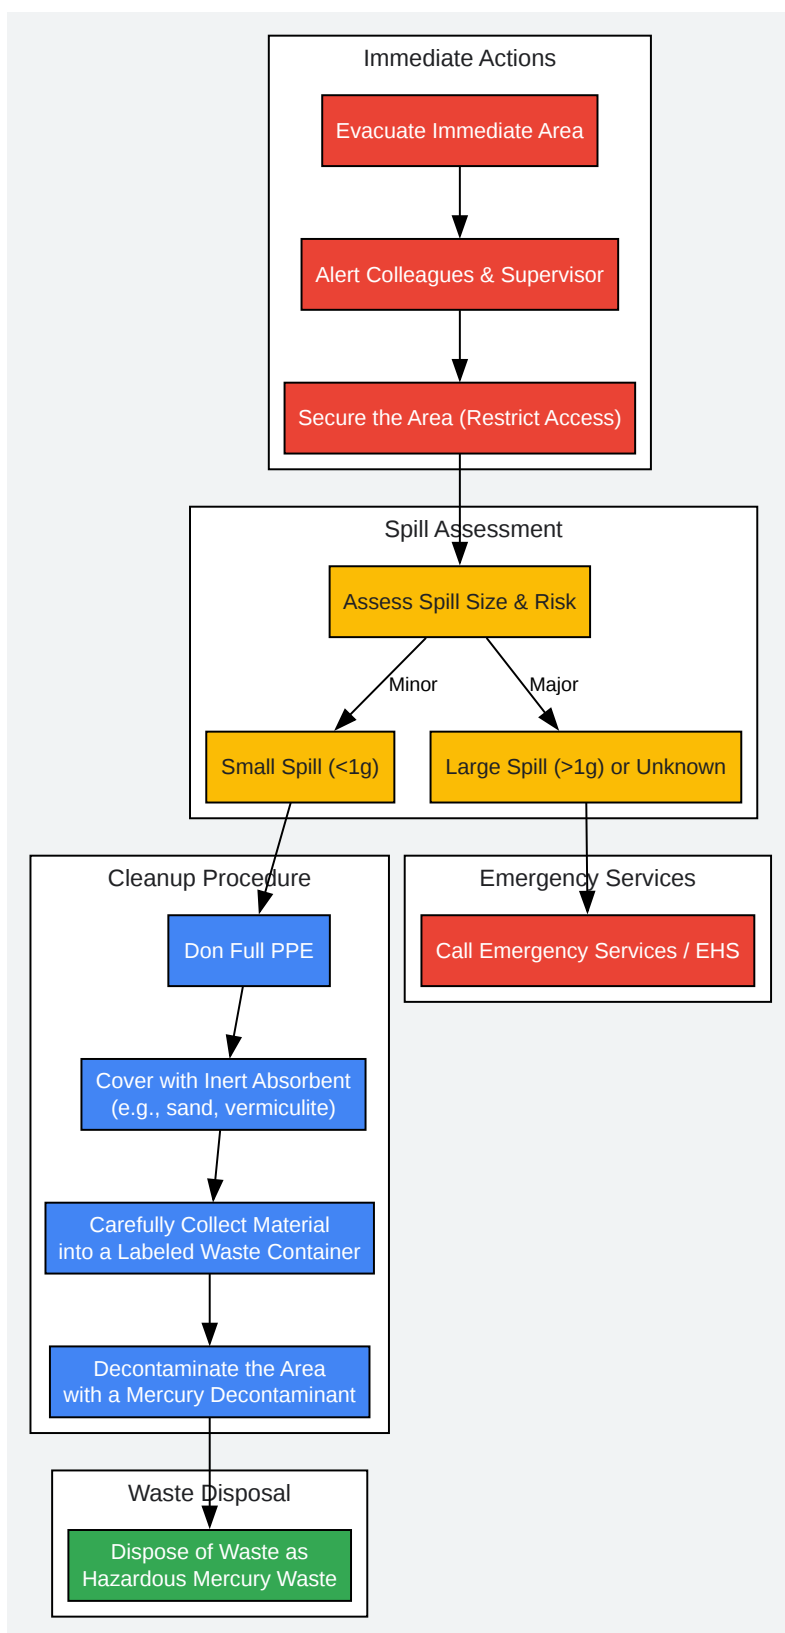 Immediate Actions
Evacuate Immediate Area
Alert Colleagues & Supervisor
Secure the Area (Restrict Access)
Spill Assessment
Assess Spill Size & Risk
Minor
Major
Small Spill (<1g)
Large Spill (>1g) or Unknown
Cleanup Procedure
Emergency Services
Don Full PPE
Call Emergency Services / EHS
Cover with Inert Absorbent
(e.g., sand, vermiculite)
Carefully Collect Material
into a Labeled Waste Container
Decontaminate the Area
with a Mercury Decontaminant
Waste Disposal
Dispose of Waste as
Hazardous Mercury Waste